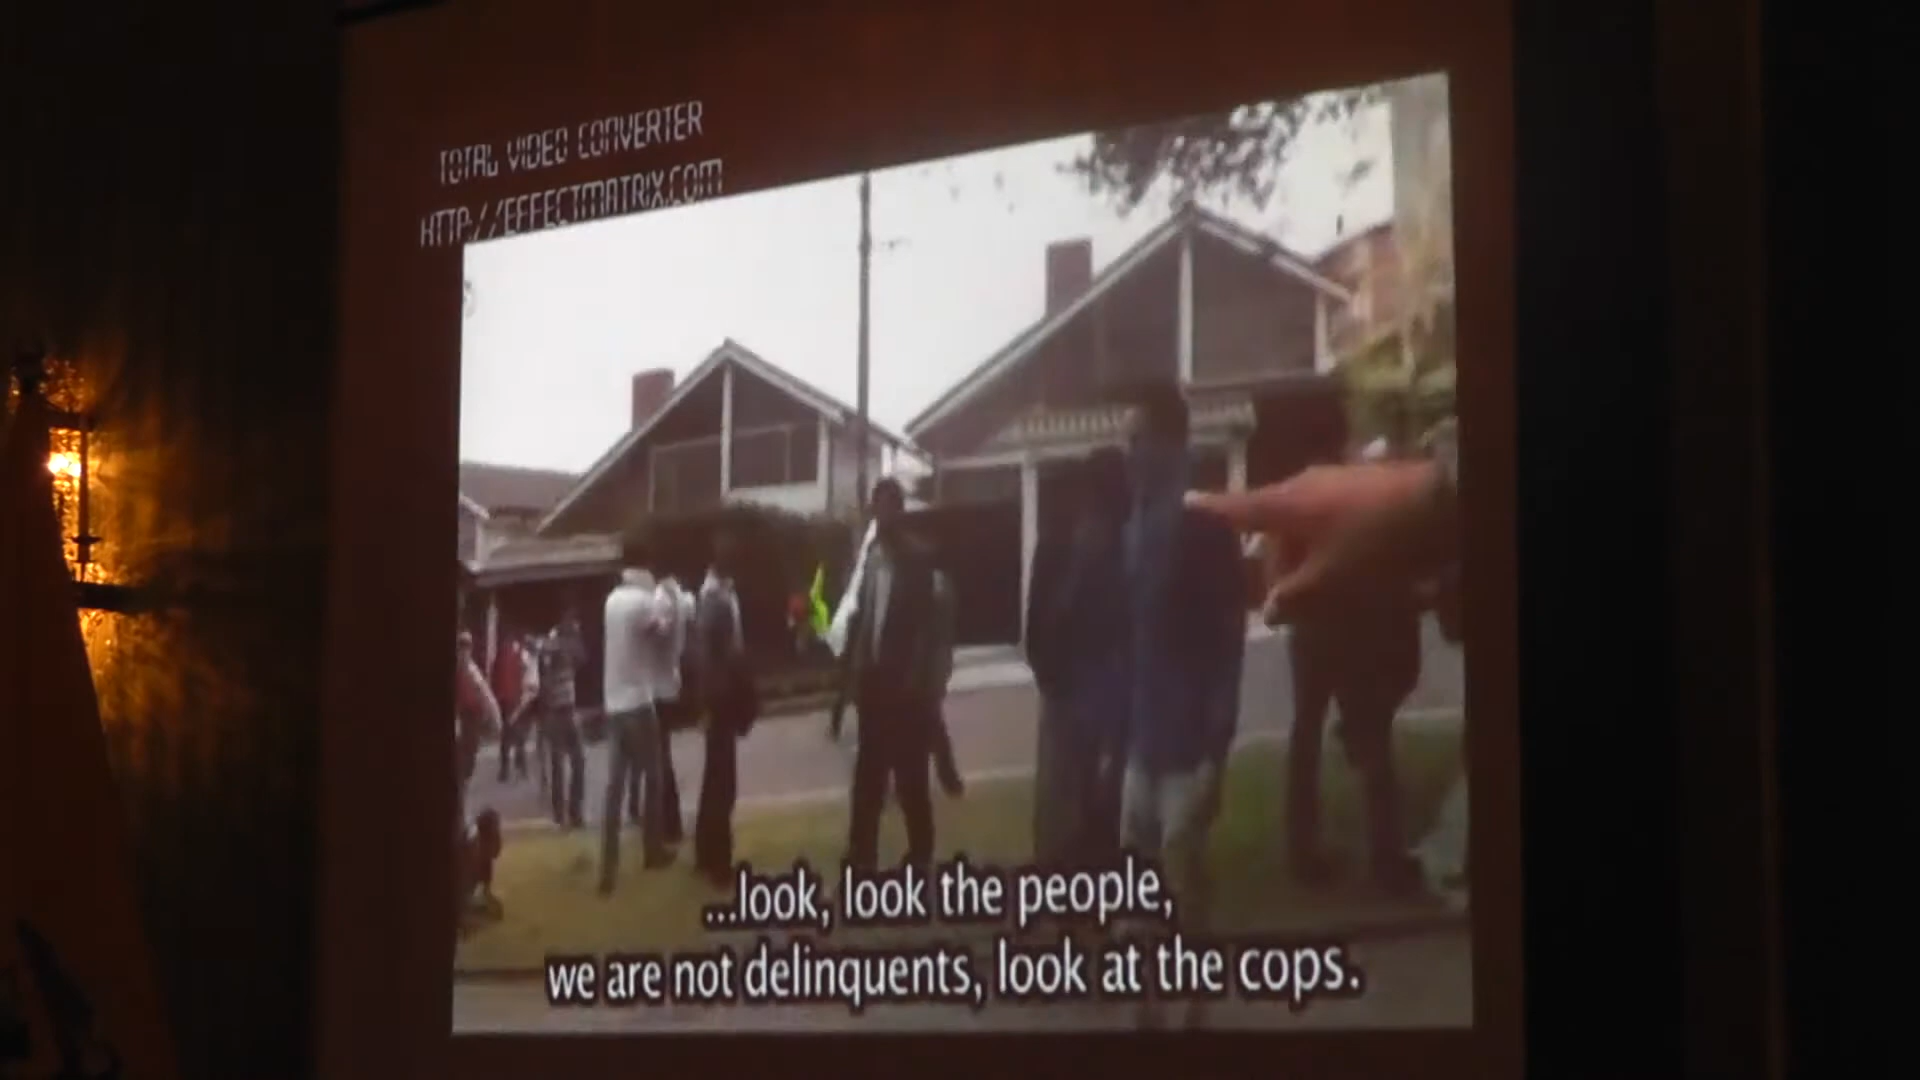 TOTAL VIDEO CONVERTER
HTTP://EFFECTMATRIX.COM
...look, look the people,
we are not delinquents, look at the cops.